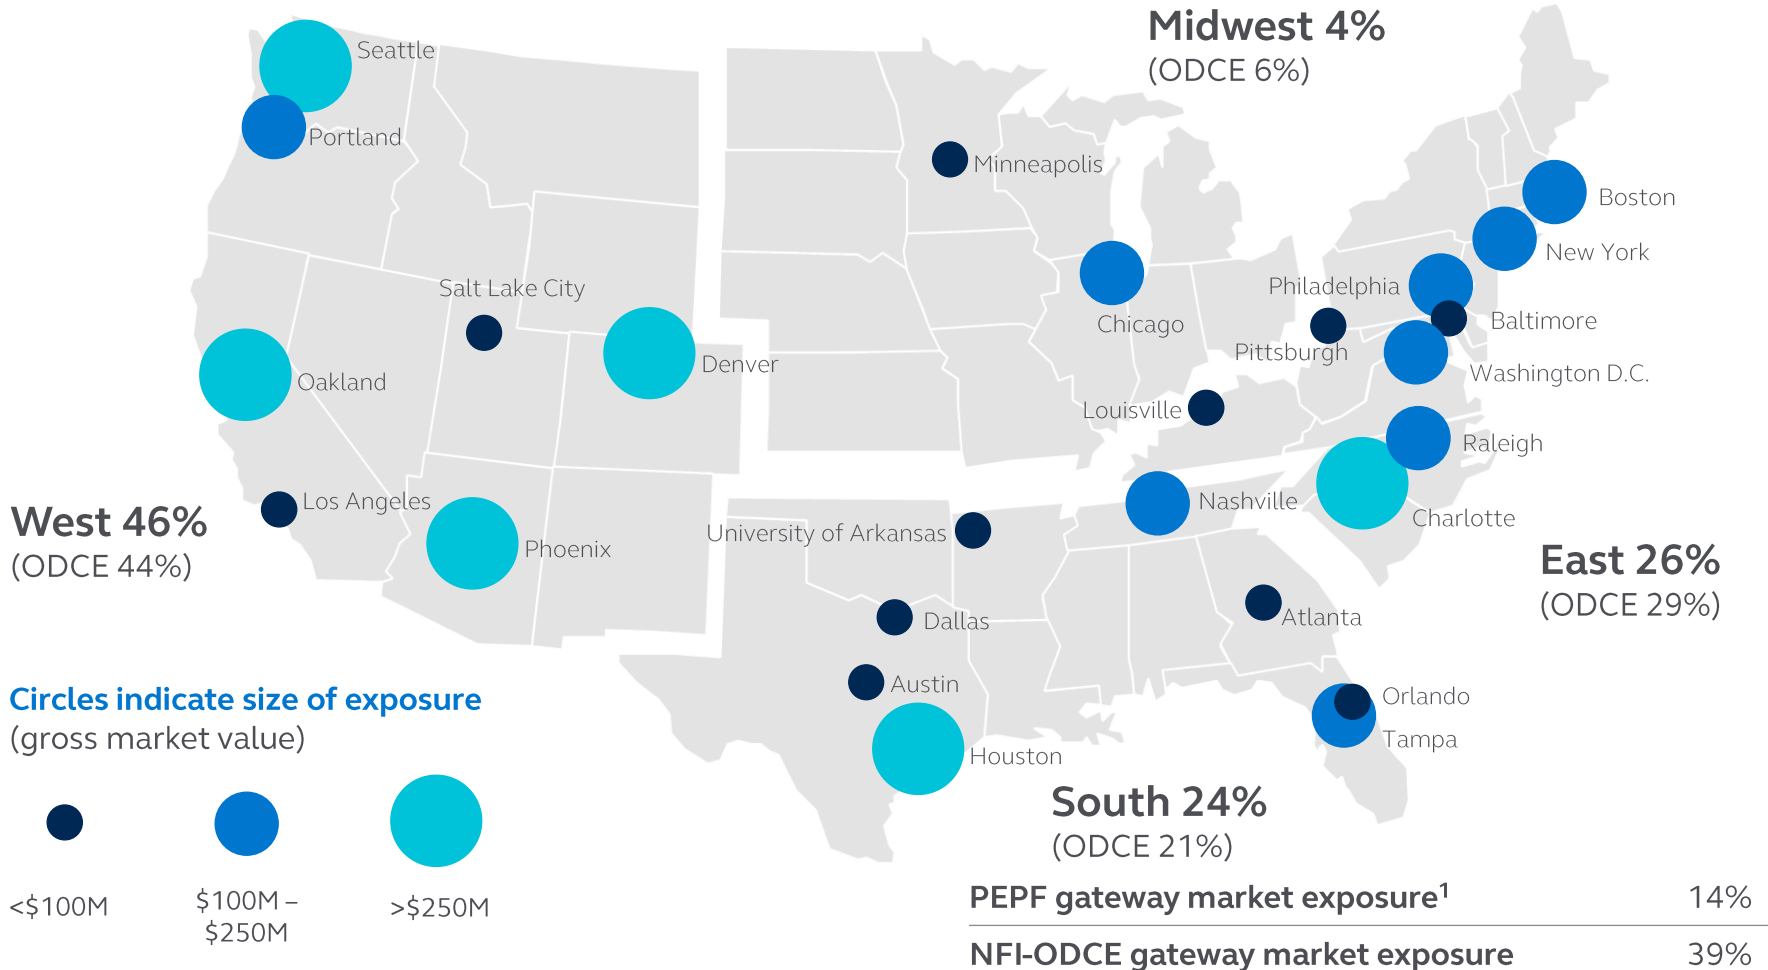 Midwest 4%
(ODCE 6%)
Seattle
Portland
Minneapolis
Boston
New York
Salt Lake City
Philadelphia
Chicago
Baltimore
Pittsburgh
Denver
Washington D.C.
Oakland
Louisville
Raleigh
Los Angeles
Nashville
West 46%
(ODCE 44%)
University of Arkansas
Charlotte
Phoenix
East 26%
(ODCE 29%)
Dallas
Atlanta
Austin
Orlando
Tampa
Houston
Circles indicate size of exposure
(gross market value)
<$100M
$100M –
$250M
>$250M
South 24%
(ODCE 21%)
PEPF gateway market exposure¹ 14%
NFI-ODCE gateway market exposure 39%